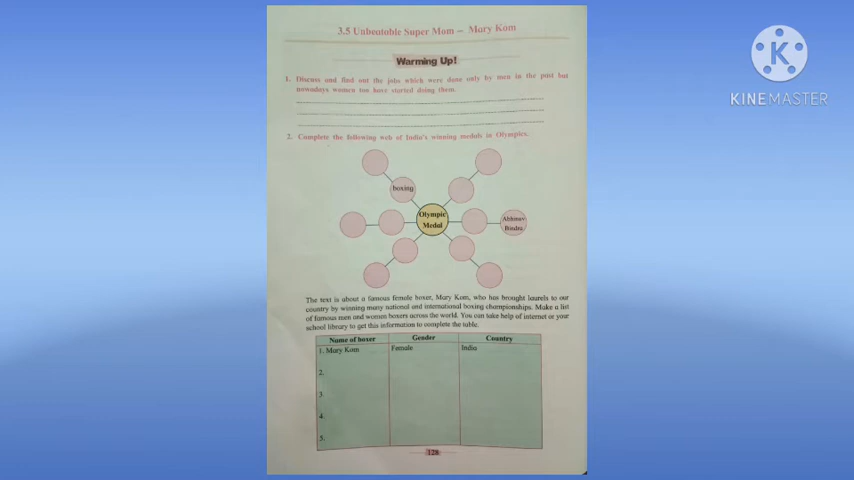 3.5 Unbeatable Super Mom – Mary Kom
Warming Up!
1. Discuss and find out the jobs which were done only by men in the past but
nowadays women too have started doing them.
2. Complete the following web of India's winning medals in Olympics.
boxing
Olympic
Medal
Abhinav
Bindra
The text is about a famous female boxer, Mary Kom, who has brought laurels to our
country by winning many national and international boxing championships. Make a list
of famous men and women boxers across the world. You can take help of internet or your
school library to get this information to complete the table.
Name of boxer Gender Country
1. Mary Kom Female India
2.
3.
4.
5.
128
K
KINEMASTER